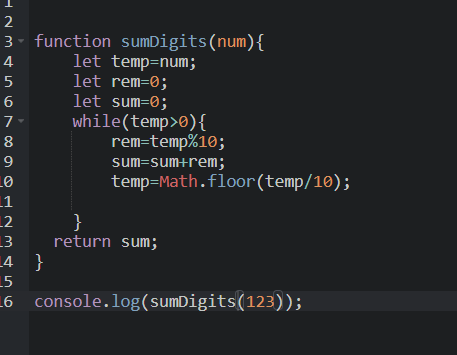 1
2
3 function sumDigits(num){
4 let temp=num;
5 let rem=0;
6 let sum=0;
7 while(temp>0){
8 rem=temp%10;
9 sum=sum+rem;
10 temp=Math.floor(temp/10);
11
12 }
13 return sum;
14 }
15
16 console.log(sumDigits(123));